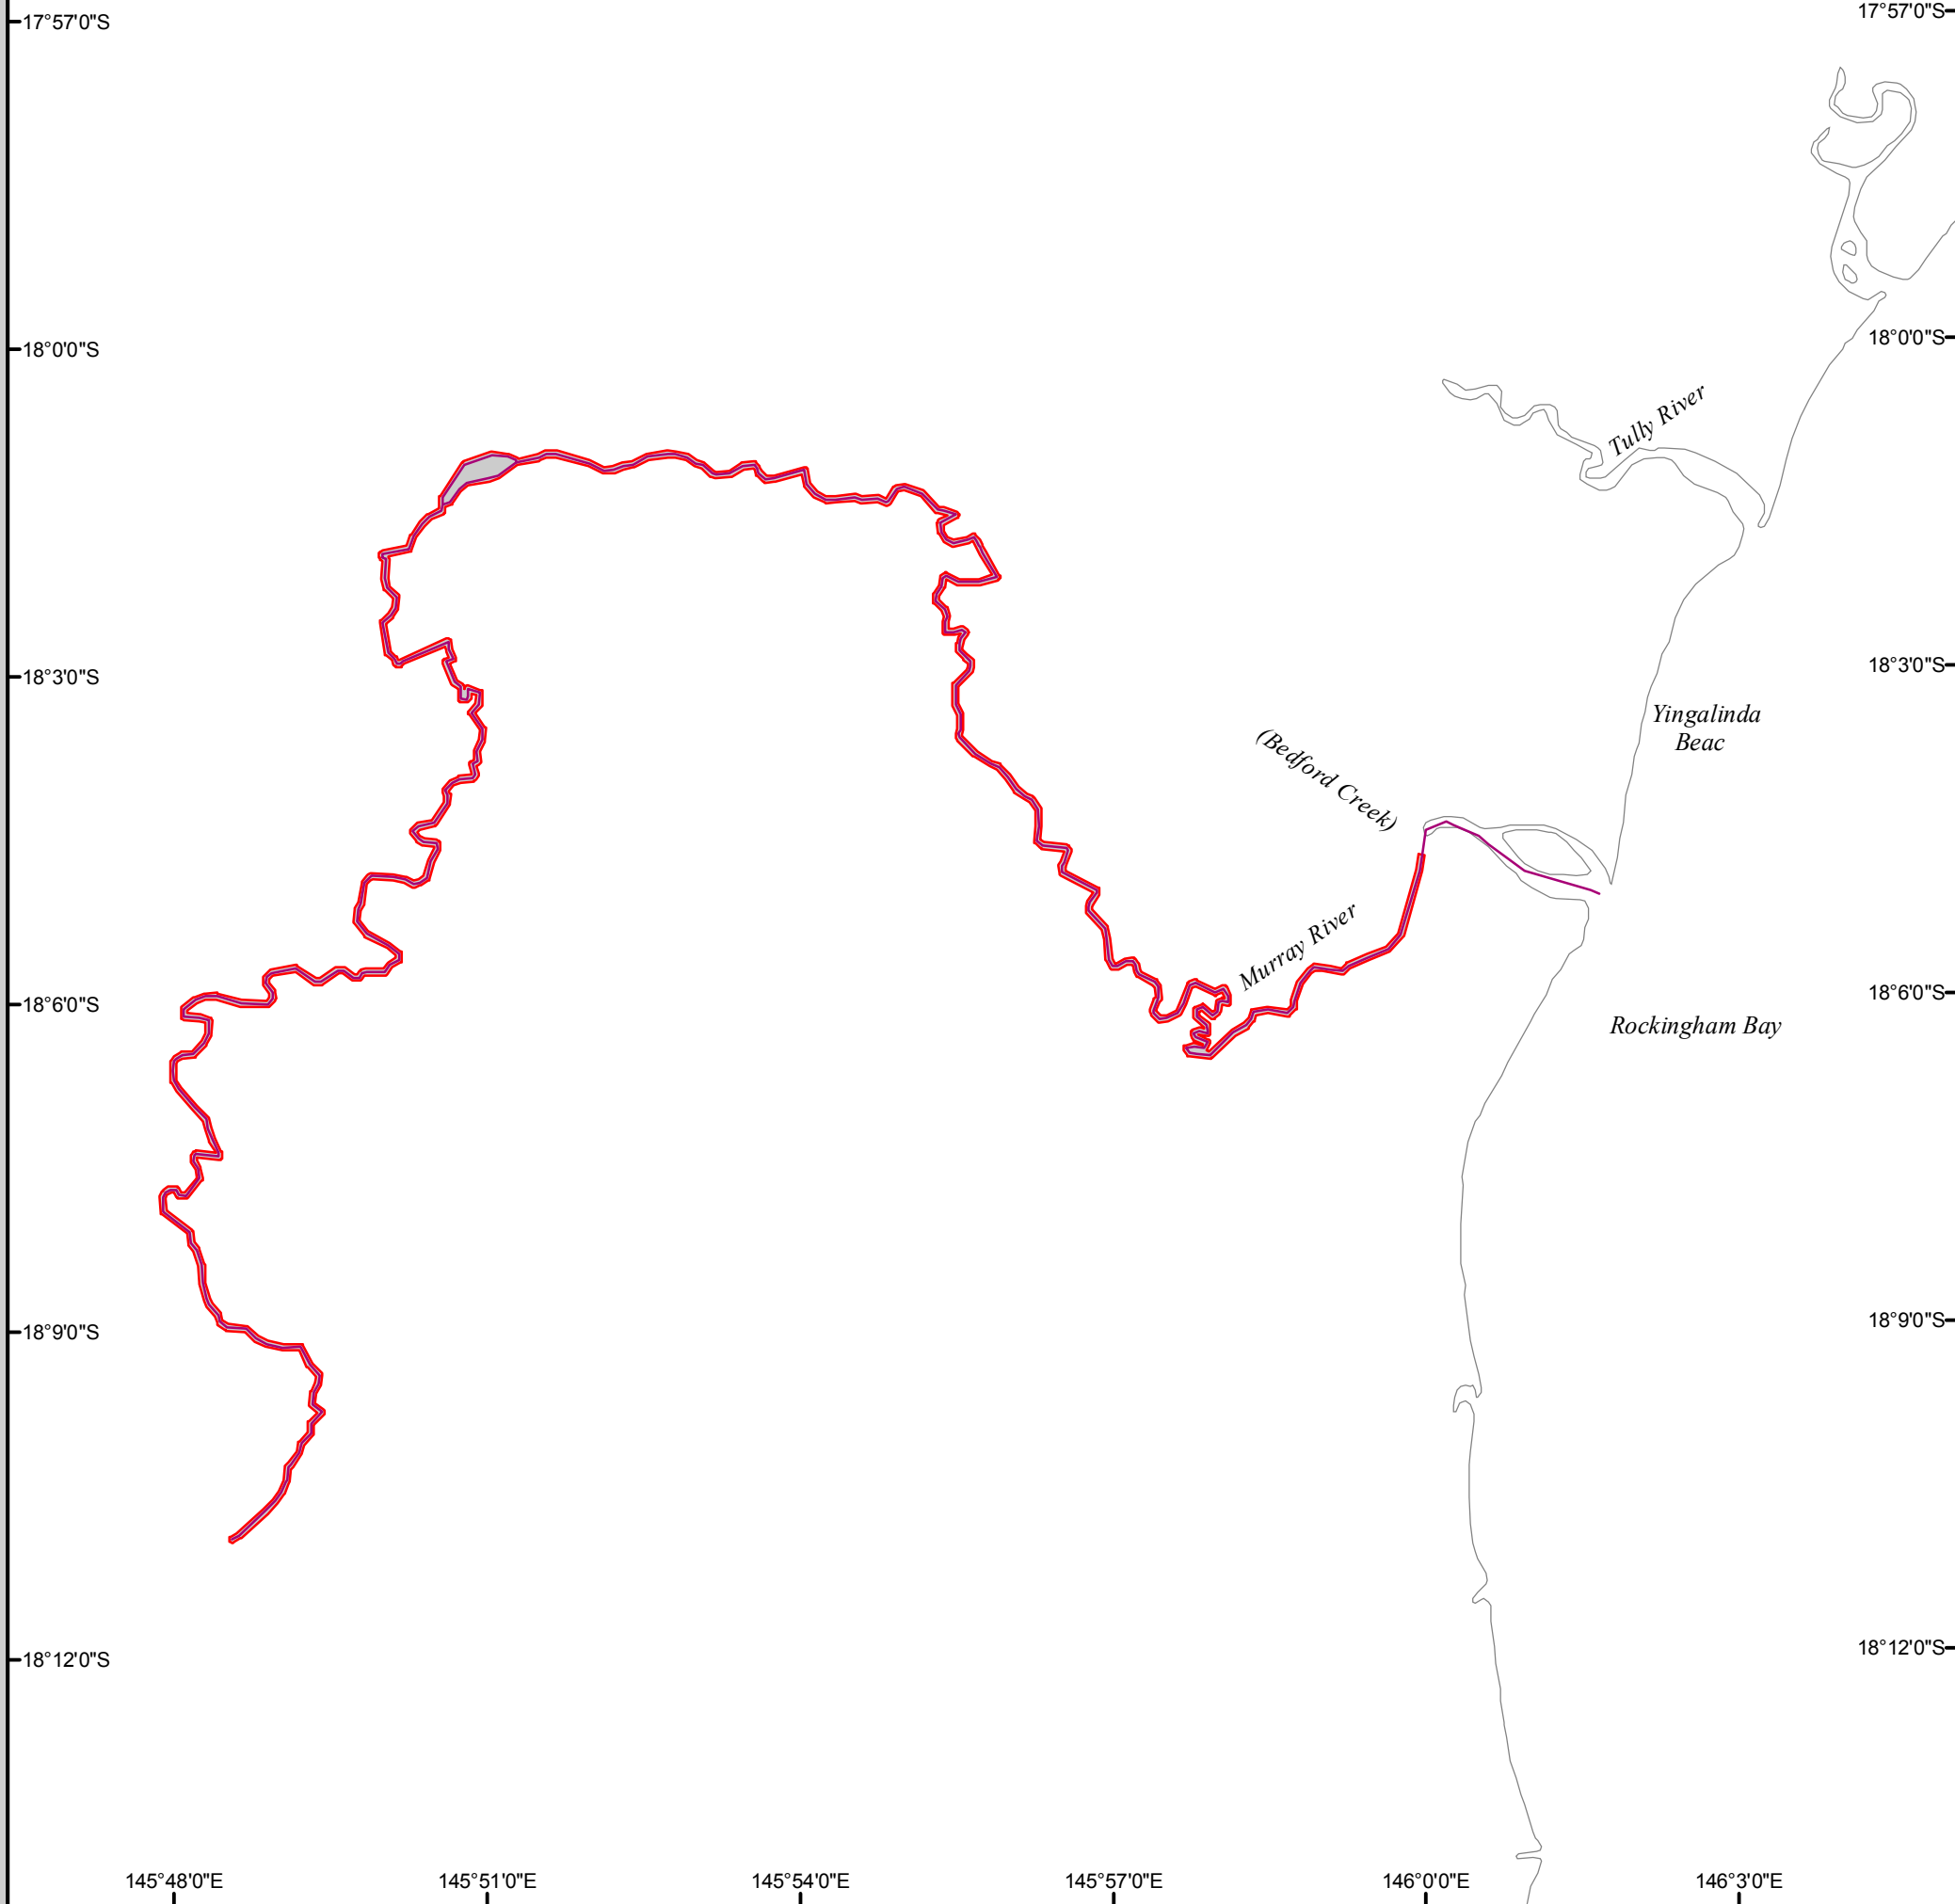 17°57'0"S
17°57'0"S
18°0'0"S
18°0'0"S
Tully River
18°3'0"S
18°3'0"S
Yingalinda
Beac
(Bedford Creek)
Murray River
18°6'0"S
18°6'0"S
Rockingham Bay
18°9'0"S
18°9'0"S
18°12'0"S
18°12'0"S
145°48'0"E
145°51'0"E
145°54'0"E
145°57'0"E
146°0'0"E
146°3'0"E